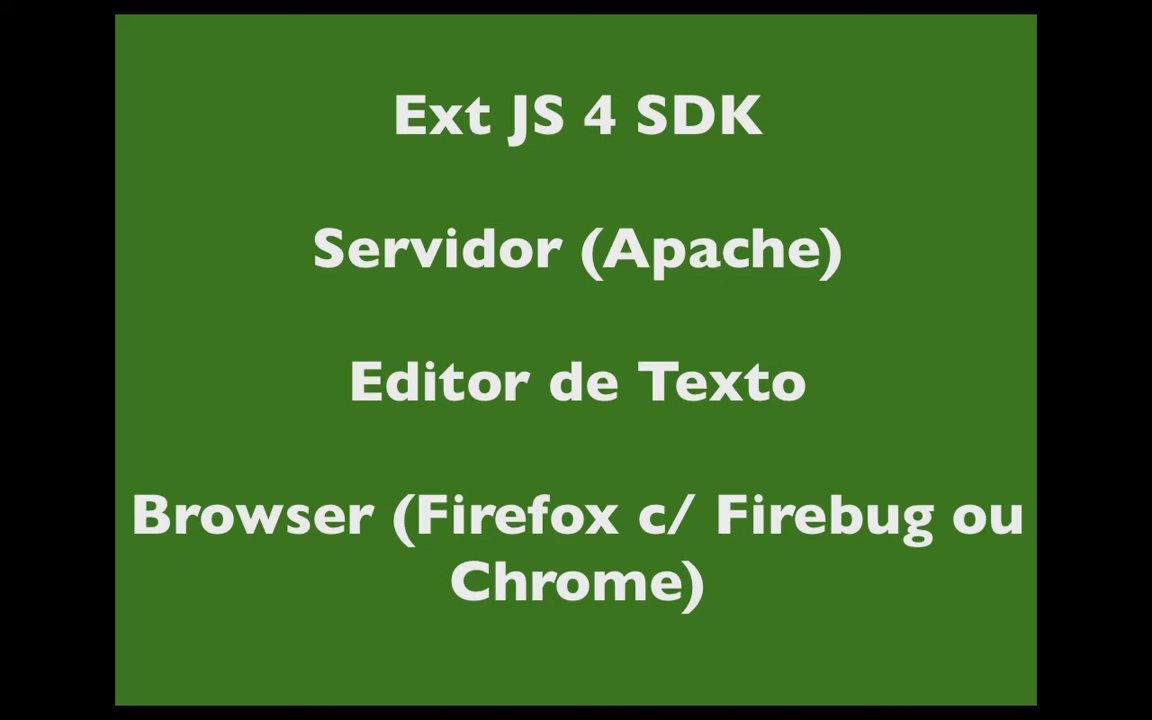 Ext JS 4 SDK
Servidor (Apache)
Editor de Texto
Browser (Firefox c/ Firebug ou
Chrome)